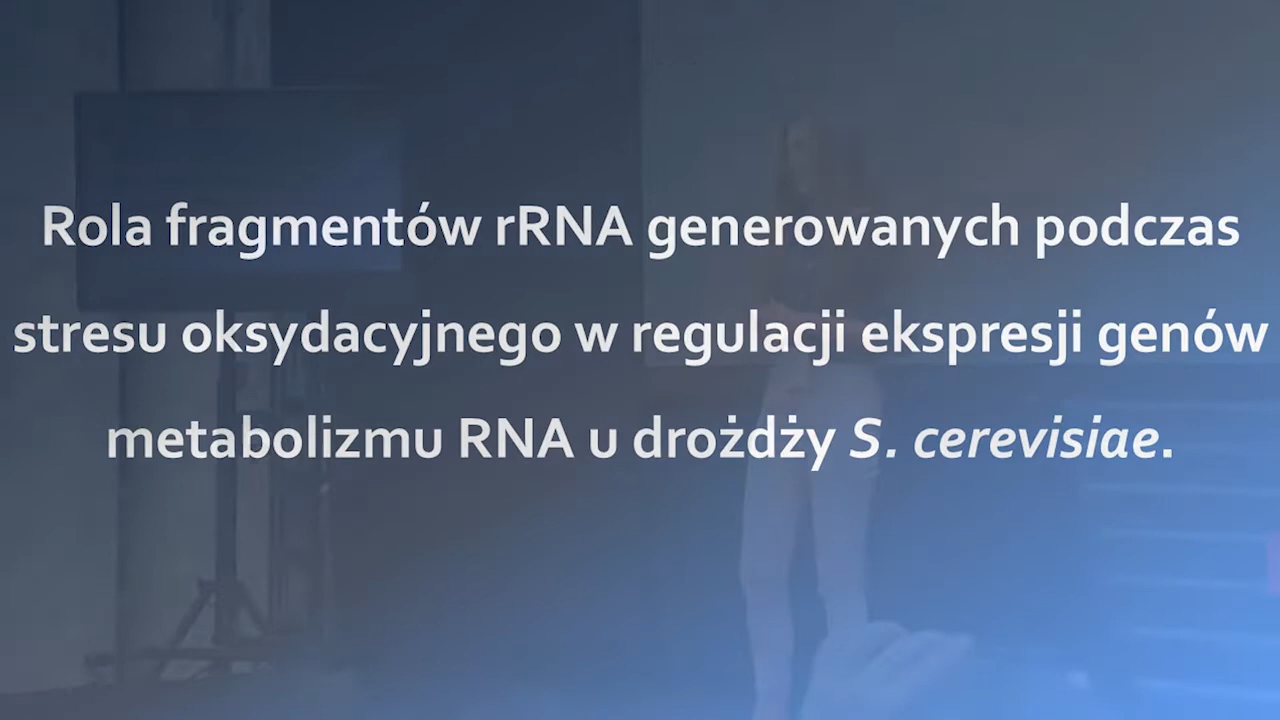 Rola fragmentów rRNA generowanych podczas
stresu oksydacyjnego w regulacji ekspresji genów
metabolizmu RNA u drożdży S. cerevisiae.